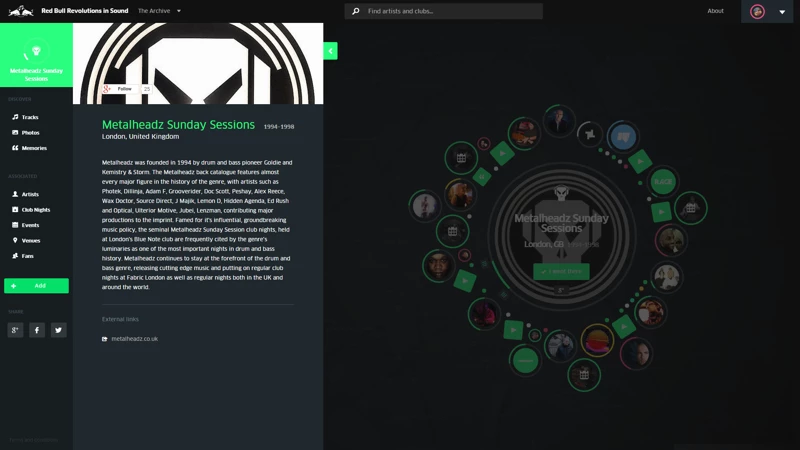 Red Bull Revolutions in Sound
The Archive
Find artists and clubs...
About
Metalheadz Sunday
Sessions
DISCOVER
Tracks
Photos
Memories
Artists
Club Nights
Events
Venues
Fans
Add
SHARE
Follow
25
Metalheadz Sunday Sessions 1994-1998
London, United Kingdom
Metalheadz was founded in 1994 by drum and bass pioneer Goldie and
Kemistry & Storm. The Metalheadz back catalogue features almost
every major figure in the history of the genre, with artists such as
Photek, Dillinja, Adam F, Grooverider, Doc Scott, Peshay, Alex Reece,
Wax Doctor, Source Direct, J Majik, Lemon D, Hidden Agenda, Ed Rush
and Optical, Ulterior Motive, Jubei, Lenzman, contributing major
productions to the imprint. Famed for it's influential, groundbreaking
music policy, the seminal Metalheadz Sunday Session club nights, held
at London's Blue Note club are frequently cited by the genre's
luminaries as one of the most important nights in drum and bass
history. Metalheadz continues to stay at the forefront of the drum and
bass genre, releasing cutting edge music and putting on regular club
nights at Fabric London as well as regular nights both in the UK and
around the world.
External links
metalheadz.co.uk
Metalheadz Sunday
Sessions
London, GB 1994-1998
I Was There